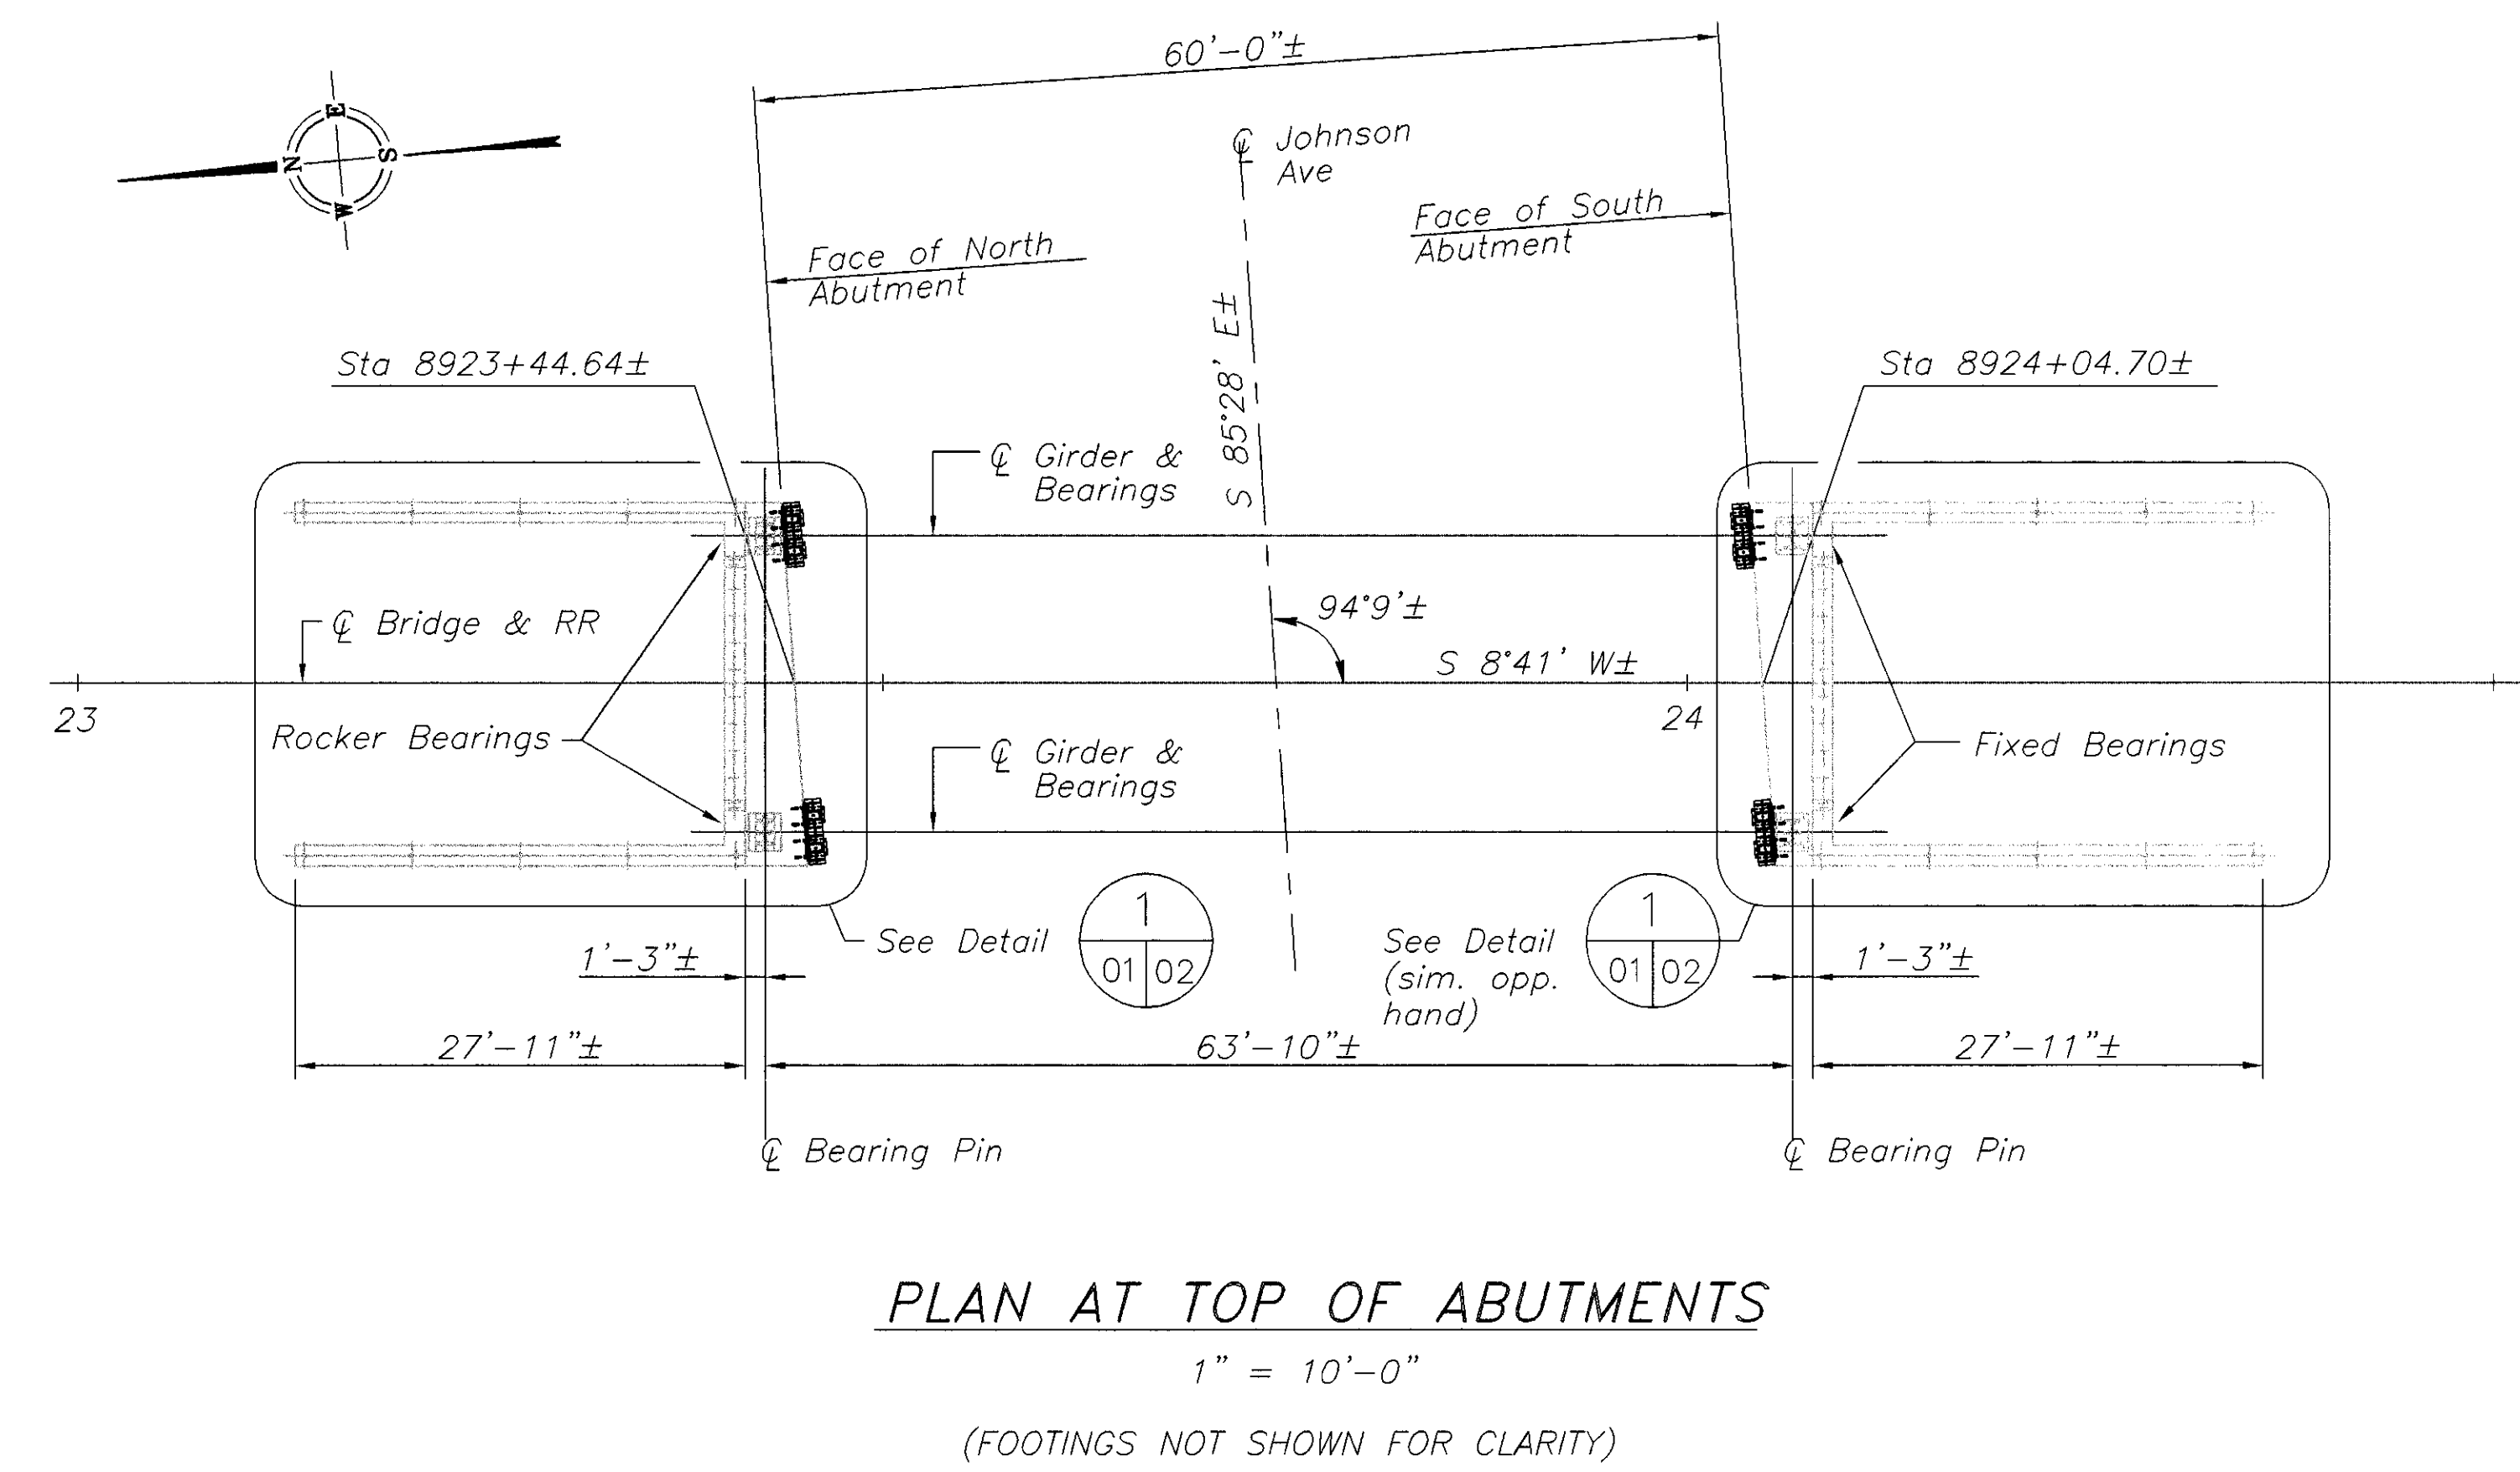 60'-0"±
℄ Johnson
Ave
E
N
S
W
Face of South
Abutment
Face of North
Abutment
S 85°28' E±
Sta 8923+44.64±
Sta 8924+04.70±
℄ Girder &
Bearings
94°9'±
℄ Bridge & RR
S 8°41' W±
23
24
Rocker Bearings
℄ Girder &
Bearings
Fixed Bearings
See Detail
1
01 02
See Detail
(sim. opp.
hand)
1
01 02
1'-3"±
1'-3"±
27'-11"±
63'-10"±
27'-11"±
℄ Bearing Pin
℄ Bearing Pin
PLAN AT TOP OF ABUTMENTS
1" = 10'-0"
(FOOTINGS NOT SHOWN FOR CLARITY)